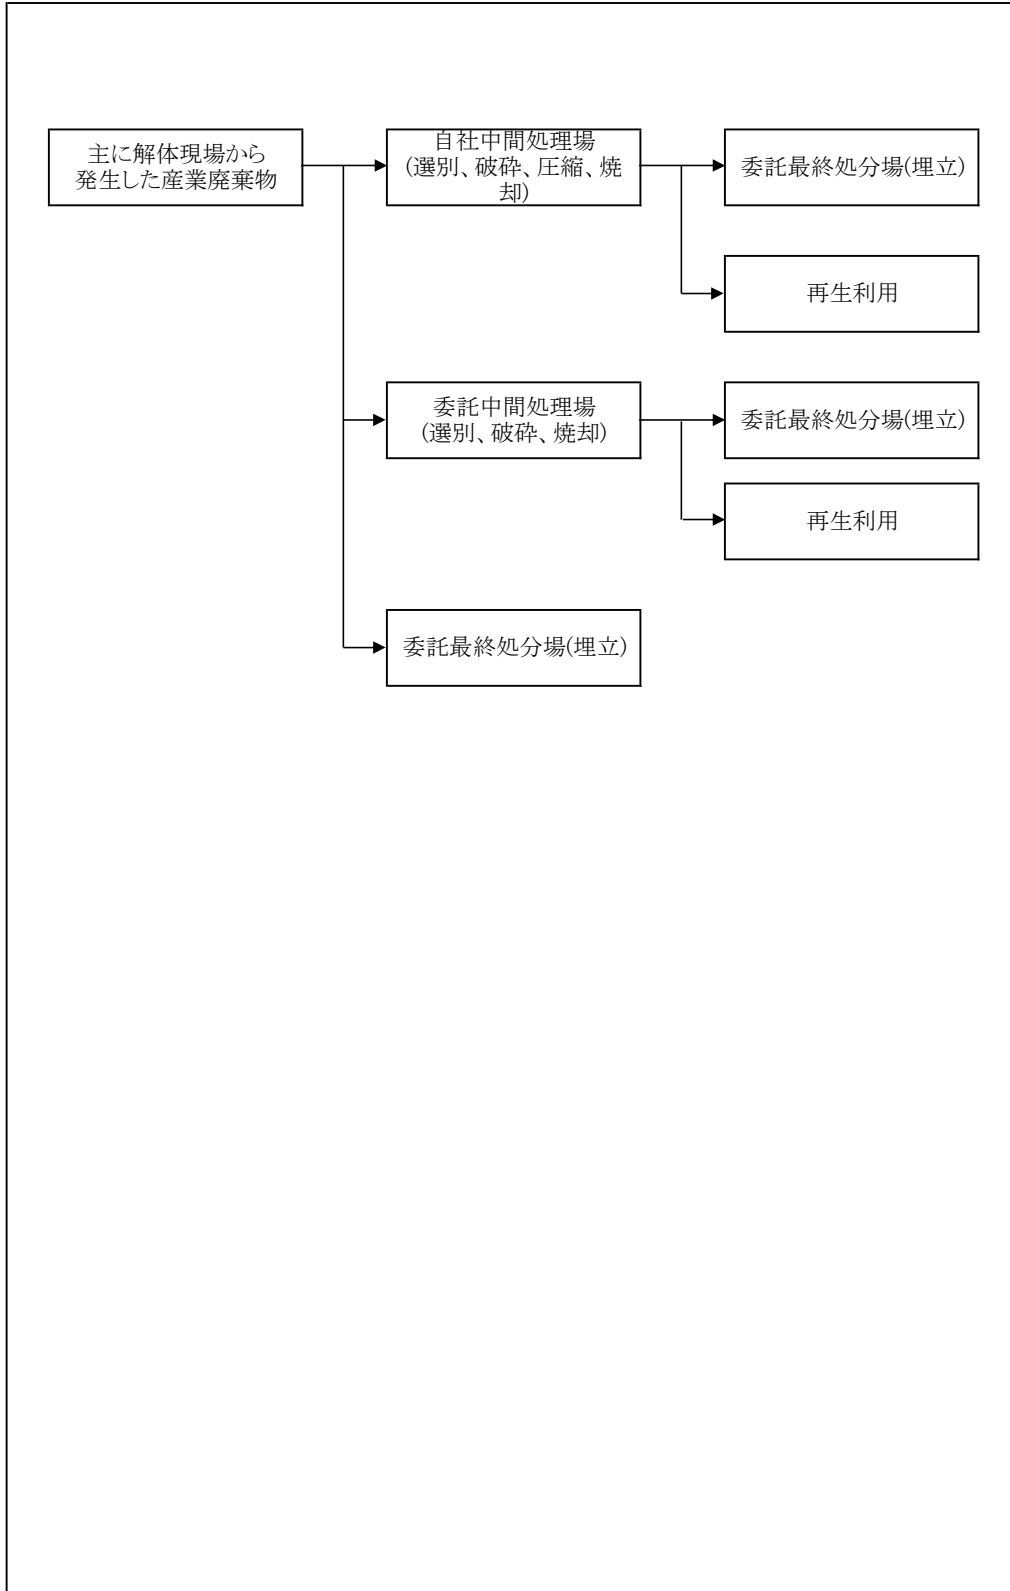 主に解体現場から
発生した産業廃棄物
自社中間処理場
(選別、破砕、圧縮、焼
却)
委託最終処分場(埋立)
再生利用
委託中間処理場
(選別、破砕、焼却)
委託最終処分場(埋立)
再生利用
委託最終処分場(埋立)